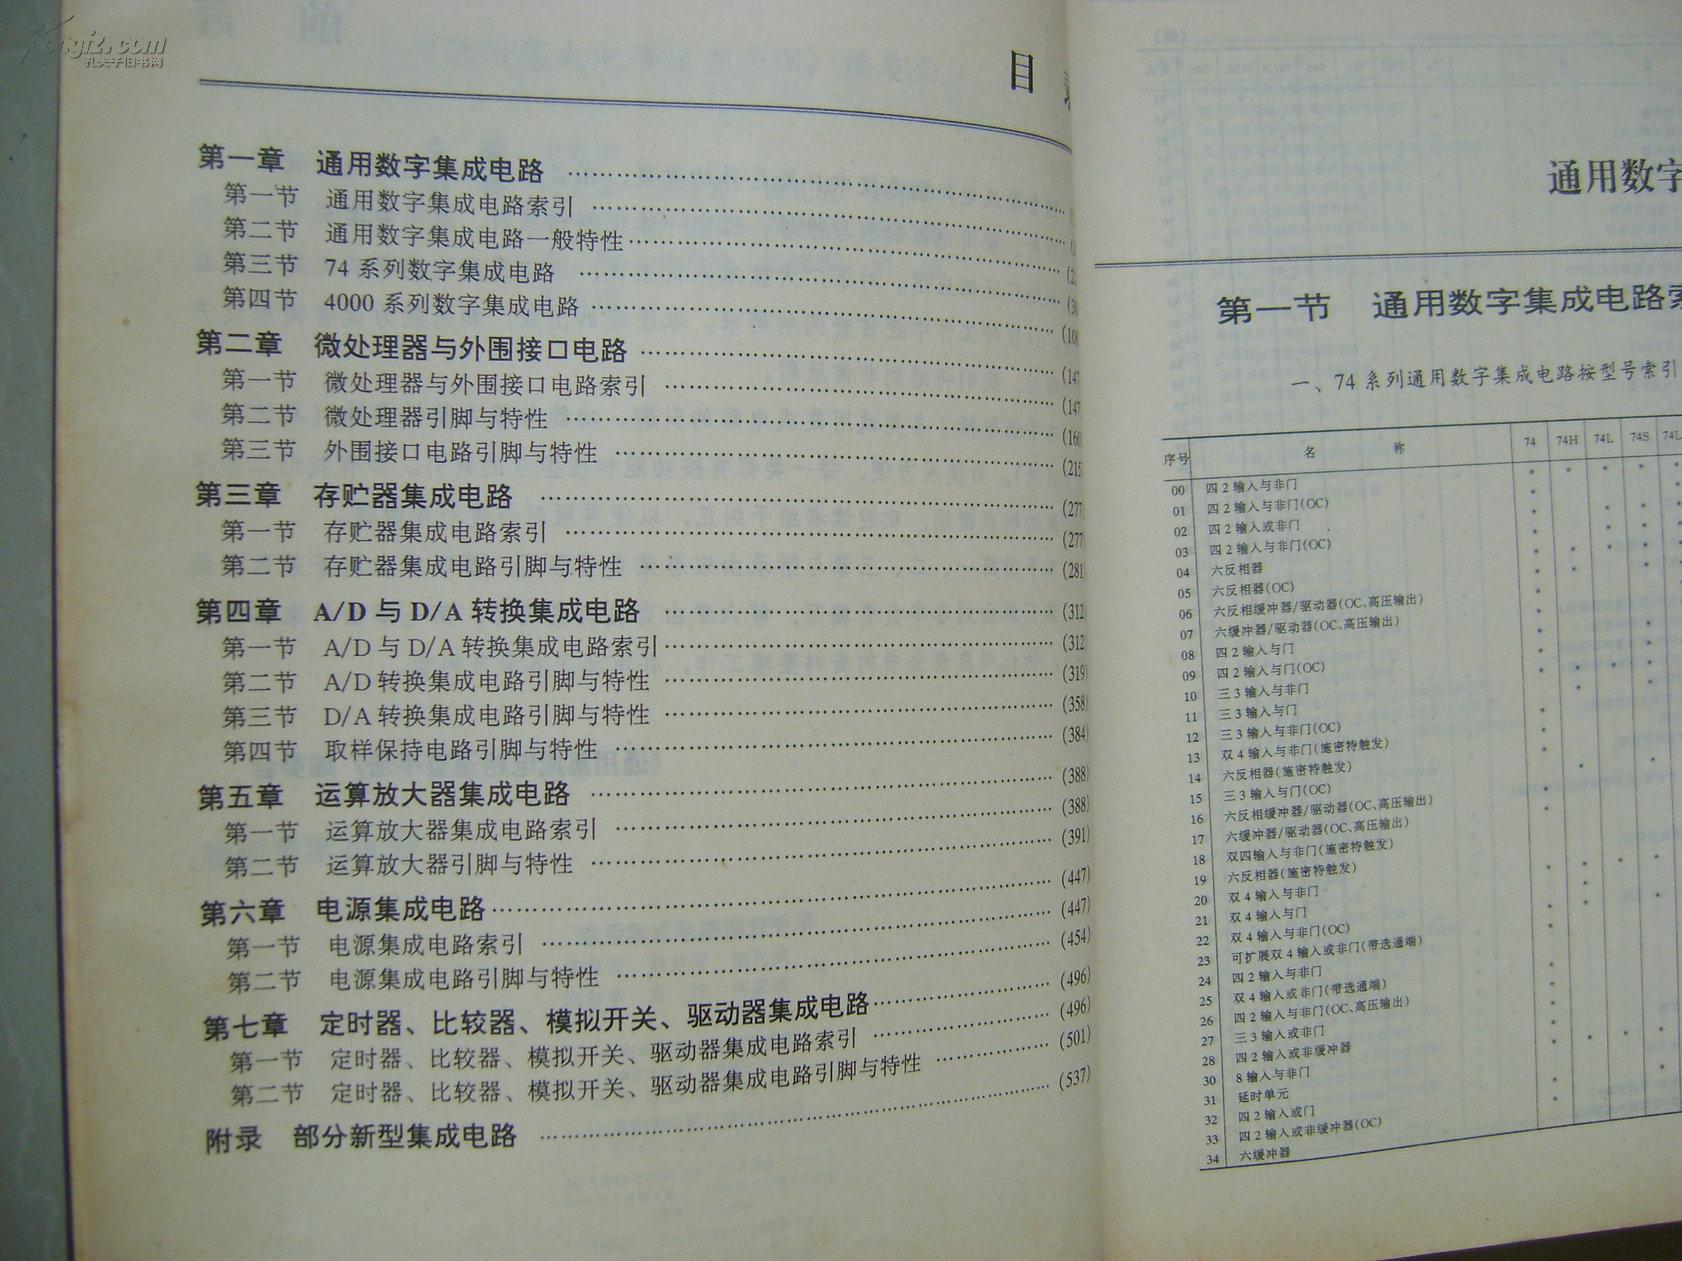 Kongfz.com
孔夫子旧书网
目
第一章 通用数字集成电路
第一节 通用数字集成电路索引
第二节 通用数字集成电路一般特性
第三节 74系列数字集成电路
第四节 4000系列数字集成电路
第二章 微处理器与外围接口电路
第一节 微处理器与外围接口电路索引
第二节 微处理器引脚与特性
第三节 外围接口电路引脚与特性
第三章 存贮器集成电路 (277)
第一节 存贮器集成电路索引 (277)
第二节 存贮器集成电路引脚与特性 (281)
第四章 A/D与D/A转换集成电路 (312)
第一节 A/D与D/A转换集成电路索引 (312)
第二节 A/D转换集成电路引脚与特性 (319)
第三节 D/A转换集成电路引脚与特性 (358)
第四节 取样保持电路引脚与特性 (384)
第五章 运算放大器集成电路 (388)
第一节 运算放大器集成电路索引 (388)
第二节 运算放大器引脚与特性 (391)
第六章 电源集成电路 (447)
第一节 电源集成电路索引 (447)
第二节 电源集成电路引脚与特性 (454)
第七章 定时器、比较器、模拟开关、驱动器集成电路 (496)
第一节 定时器、比较器、模拟开关、驱动器集成电路索引 (496)
第二节 定时器、比较器、模拟开关、驱动器集成电路引脚与特性 (501)
附录 部分新型集成电路 (537)
通用数字
第一节 通用数字集成电路索
一、74系列通用数字集成电路按型号索引
序号 名 称 74 74H 74L 74S 74L
00 四2输入与非门
01 四2输入与非门(OC)
02 四2输入或非门
03 四2输入与非门(OC)
04 六反相器
05 六反相器(OC)
06 六反相缓冲器/驱动器(OC、高压输出)
07 六缓冲器/驱动器(OC、高压输出)
08 四2输入与门
09 四2输入与门(OC)
10 三3输入与非门
11 三3输入与门
12 三3输入与非门(OC)
13 双4输入与非门(施密特触发)
14 六反相器(施密特触发)
15 三3输入与门(OC)
16 六反相缓冲器/驱动器(OC、高压输出)
17 六缓冲器/驱动器(OC、高压输出)
18 双四输入与非门(施密特触发)
19 六反相器(施密特触发)
20 双4输入与非门
21 双4输入与门
22 双4输入与非门(OC)
23 可扩展双4输入或非门(带选通端)
24 四2输入与非门
25 双4输入或非门(带选通端)
26 四2输入与非门(OC、高压输出)
27 三3输入或非门
28 四2输入或非缓冲器
30 8输入与非门
31 延时单元
32 四2输入或门
33 四2输入或非缓冲器(OC)
34 六缓冲器